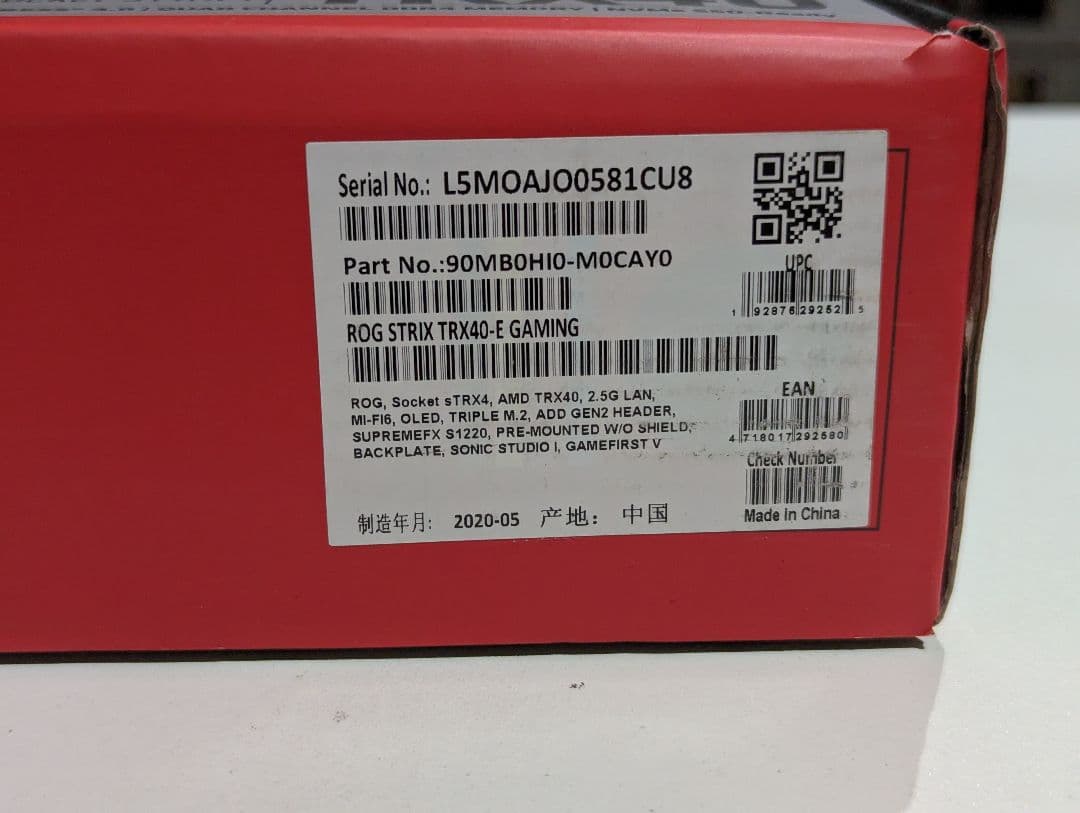 TRX40
Serial No.: L5MOAJO0581CU8
Part No.:90MB0HI0-M0CAY0
ROG STRIX TRX40-E GAMING
ROG, Socket sTRX4, AMD TRX40, 2.5G LAN,
MI-FI6, OLED, TRIPLE M.2, ADD GEN2 HEADER,
SUPREMEFX S1220, PRE-MOUNTED W/O SHIELD,
BACKPLATE, SONIC STUDIO I, GAMEFIRST V
制造年月: 2020-05 产地: 中国
UPC
1 92876 29252 5
EAN
4 718017 292580
Check Number
Made in China